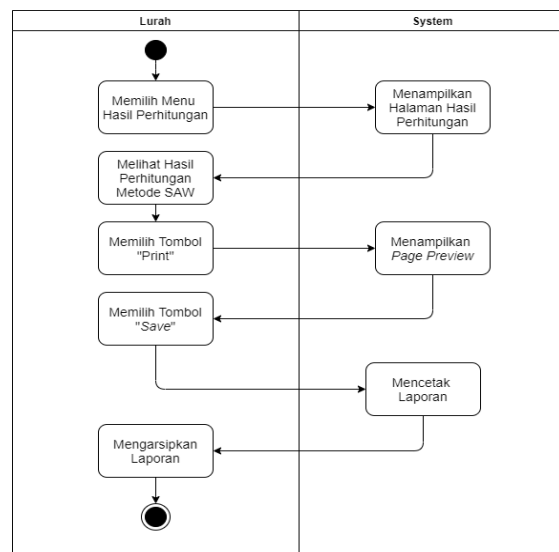 Lurah
System
Memilih Menu
Hasil Perhitungan
Menampilkan
Halaman Hasil
Perhitungan
Melihat Hasil
Perhitungan
Metode SAW
Memilih Tombol
"Print"
Menampilkan
Page Preview
Memilih Tombol
"Save"
Mencetak
Laporan
Mengarsipkan
Laporan